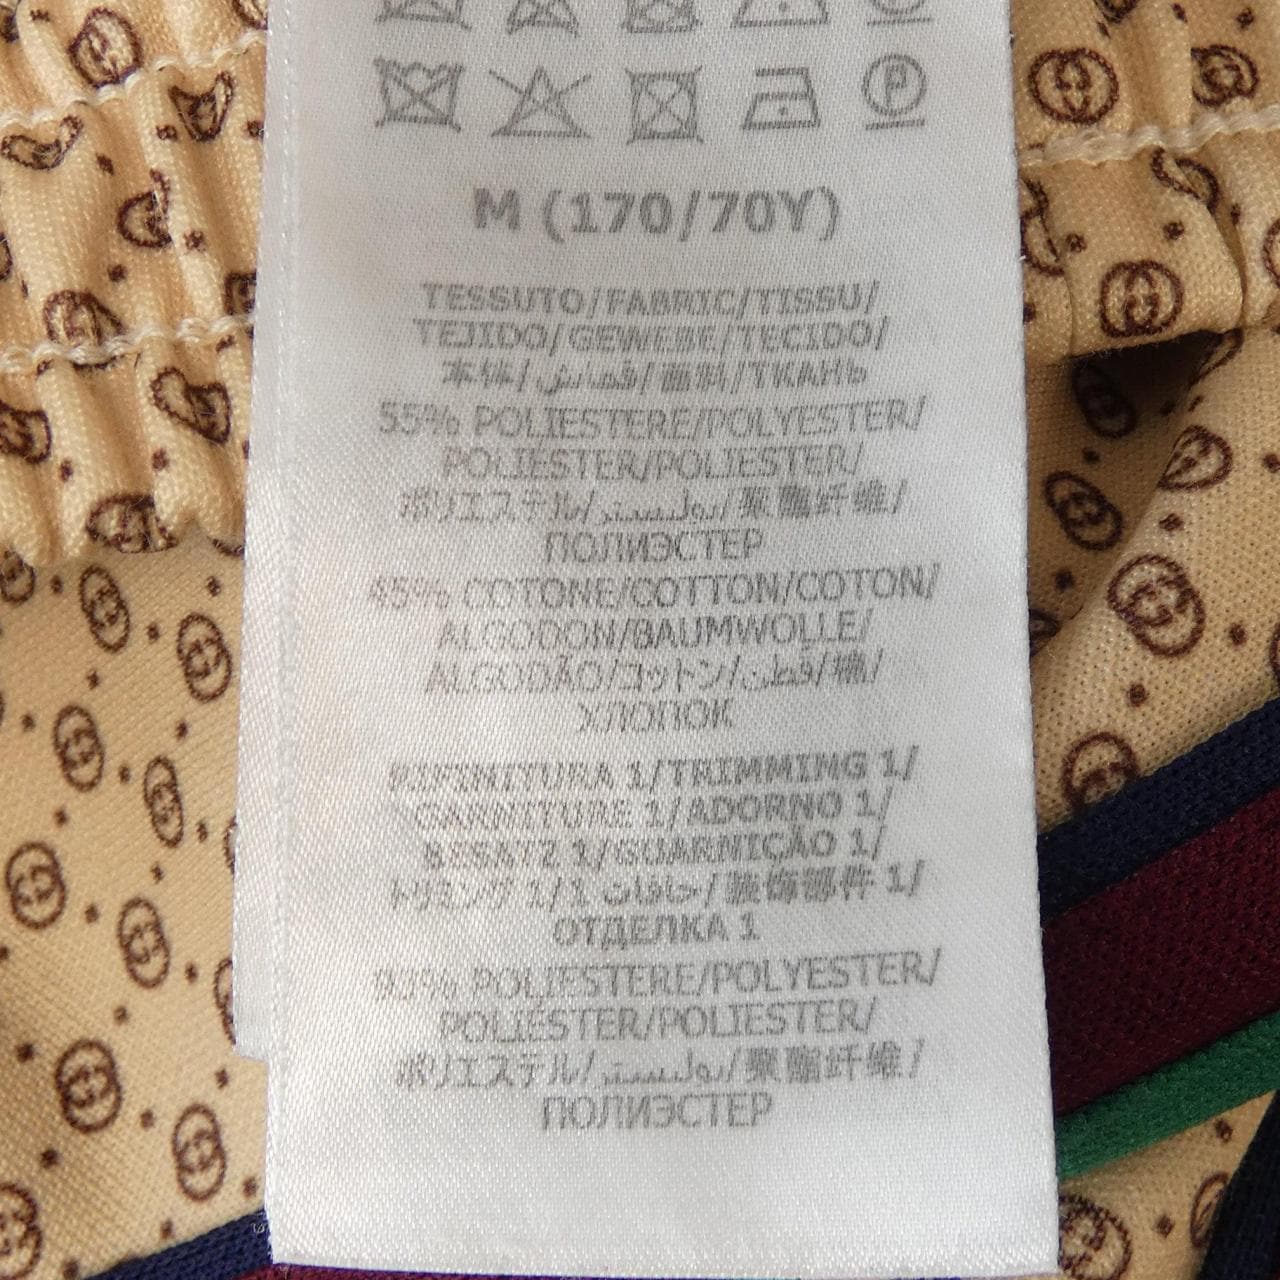 M (170/70Y)
TESSUTO/FABRIC/TISSU/
TEJIDO/GEWEBE/TECIDO/
本体/قماش/面料/ТКАНЬ
55% POLIESTERE/POLYESTER/
POLIESTER/POLIESTER/
ポリエステル/بوليستر/聚酯纤维/
ПОЛИЭСТЕР
45% COTONE/COTTON/COTON/
ALGODON/BAUMWOLLE/
ALGODÃO/コットン/قطن/棉/
ХЛОПОК
RIFINITURA 1/TRIMMING 1/
GARNITURE 1/ADORNO 1/
BESATZ 1/GUARNIÇÃO 1/
トリミング 1/1 حافات/装饰部件 1/
ОТДЕЛКА 1
POLIESTERE/POLYESTER/
POLIESTER/POLIESTER/
ポリエステル/بوليستر/聚酯纤维/
ПОЛИЭСТЕР